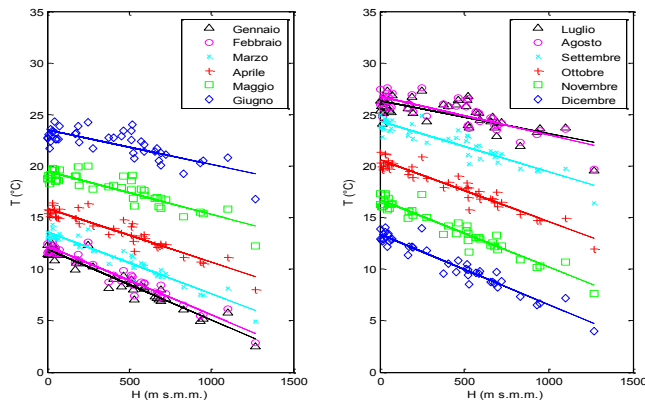 35
30
25
20
15
10
5
0
T (°C)
0 500 1000 1500
H (m s.m.m.)
Gennaio
Febbraio
Marzo
Aprile
Maggio
Giugno
35
30
25
20
15
10
5
0
T (°C)
0 500 1000 1500
H (m s.m.m.)
Luglio
Agosto
Settembre
Ottobre
Novembre
Dicembre